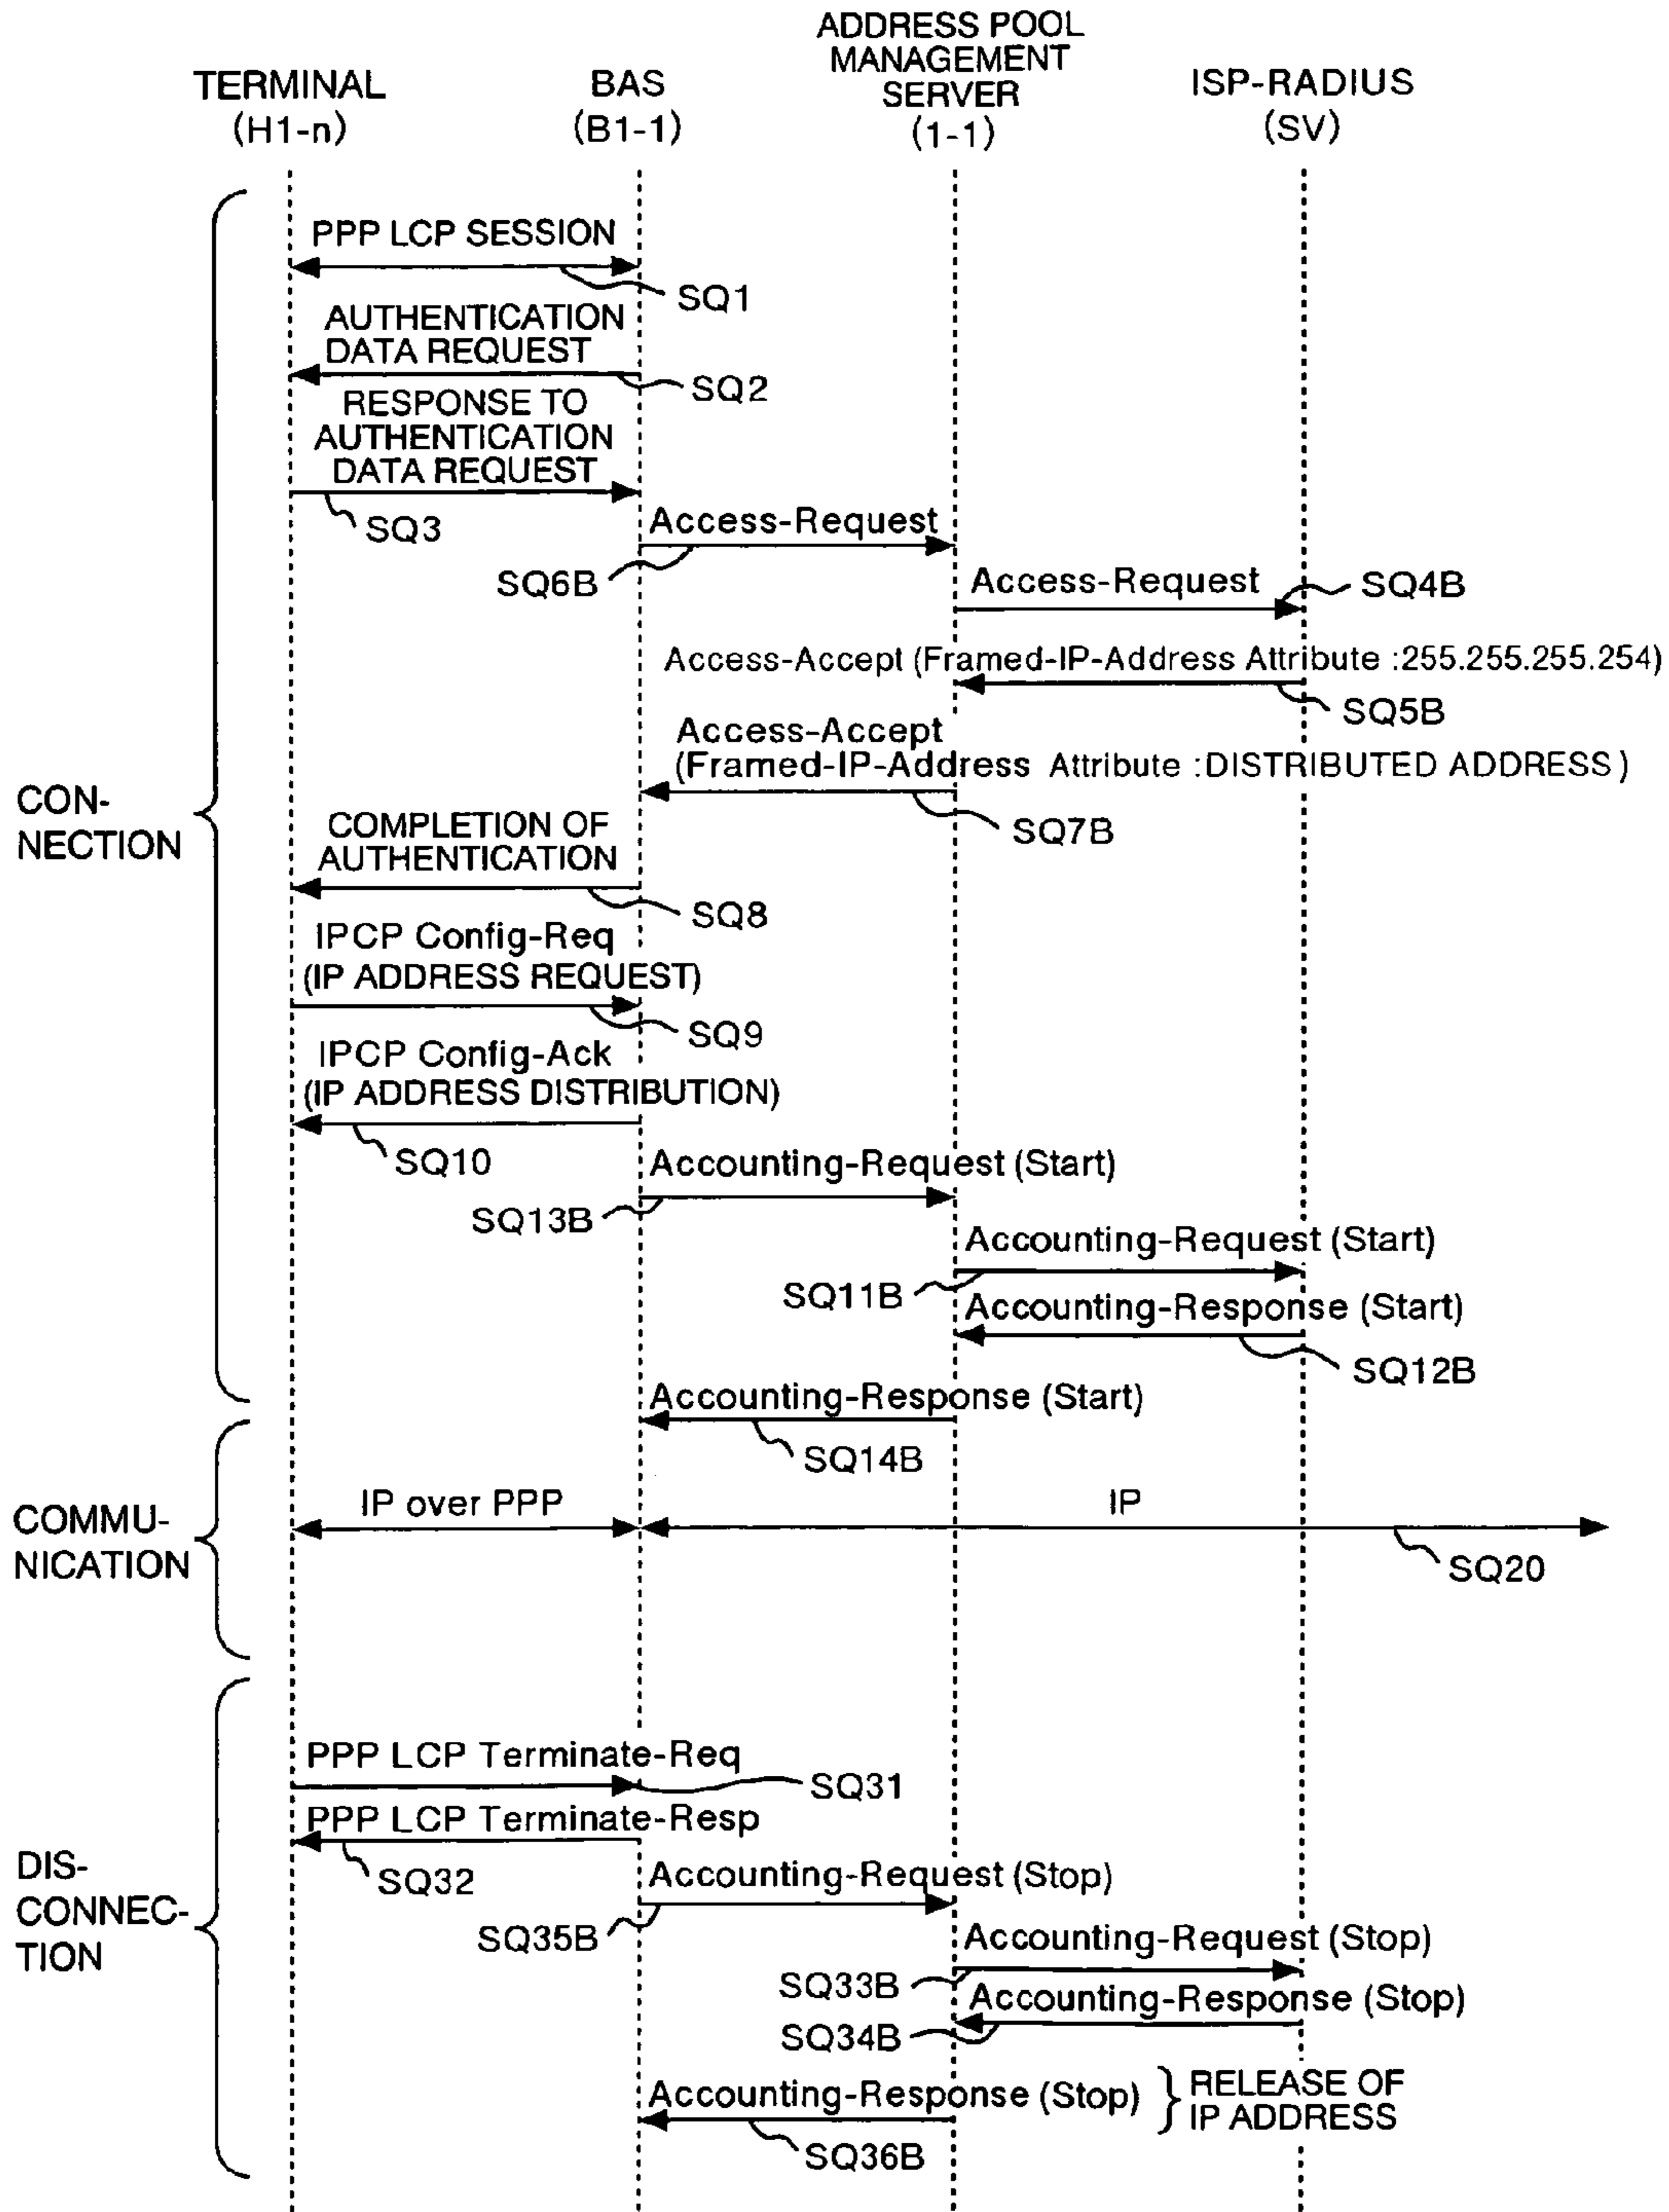 ADDRESS POOL
MANAGEMENT
SERVER
(1-1)
TERMINAL
(H1-n)
BAS
(B1-1)
ISP-RADIUS
(SV)
PPP LCP SESSION
SQ1
AUTHENTICATION
DATA REQUEST
SQ2
RESPONSE TO
AUTHENTICATION
DATA REQUEST
SQ3
Access-Request
SQ6B
Access-Request
SQ4B
Access-Accept (Framed-IP-Address Attribute :255.255.255.254)
SQ5B
Access-Accept
(Framed-IP-Address Attribute :DISTRIBUTED ADDRESS)
SQ7B
CON-
NECTION
COMPLETION OF
AUTHENTICATION
SQ8
IPCP Config-Req
(IP ADDRESS REQUEST)
SQ9
IPCP Config-Ack
(IP ADDRESS DISTRIBUTION)
SQ10
Accounting-Request (Start)
SQ13B
Accounting-Request (Start)
SQ11B
Accounting-Response (Start)
SQ12B
Accounting-Response (Start)
SQ14B
COMMU-
NICATION
IP over PPP
IP
SQ20
PPP LCP Terminate-Req
SQ31
PPP LCP Terminate-Resp
SQ32
DIS-
CONNEC-
TION
Accounting-Request (Stop)
SQ35B
Accounting-Request (Stop)
SQ33B
Accounting-Response (Stop)
SQ34B
Accounting-Response (Stop)
RELEASE OF
IP ADDRESS
SQ36B